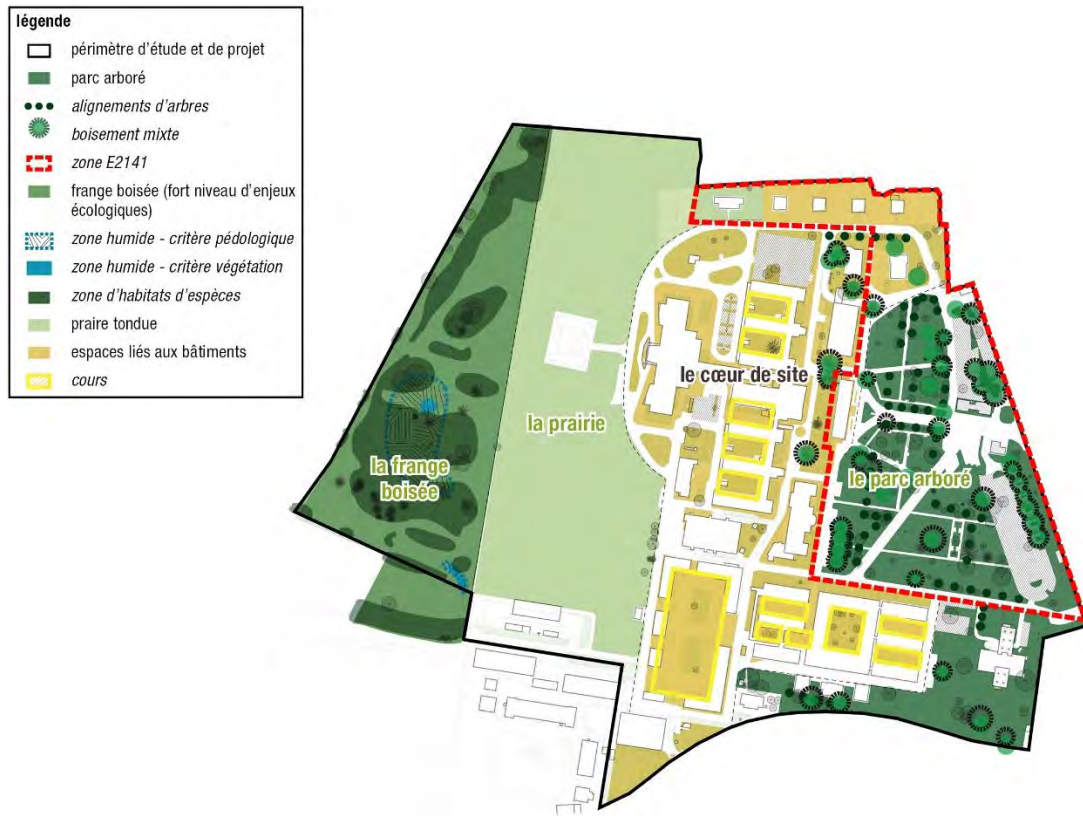 légende
périmètre d'étude et de projet
parc arboré
alignements d'arbres
boisement mixte
zone E2141
frange boisée (fort niveau d'enjeux
écologiques)
zone humide - critère pédologique
zone humide - critère végétation
zone d'habitats d'espèces
praire tondue
espaces liés aux bâtiments
cours
le cœur de site
la prairie
la frange
boisée
le parc arboré